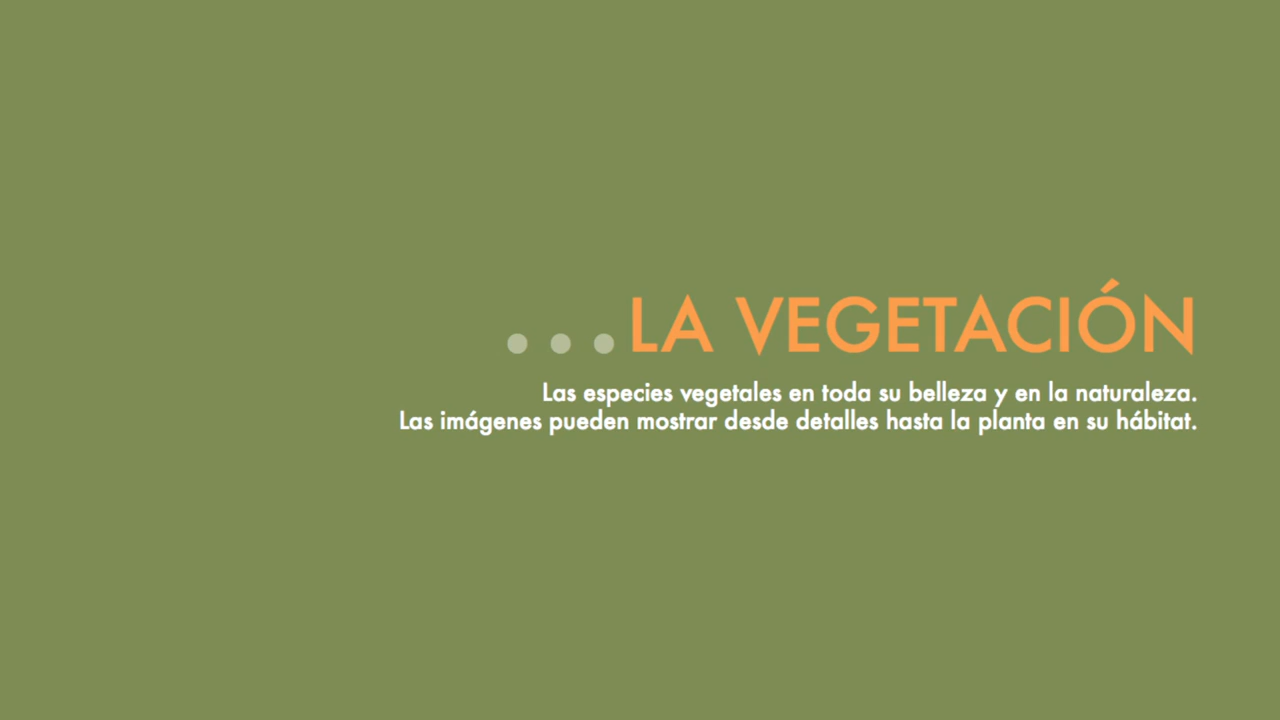 ...LA VEGETACIÓN
Las especies vegetales en toda su belleza y en la naturaleza.
Las imágenes pueden mostrar desde detalles hasta la planta en su hábitat.